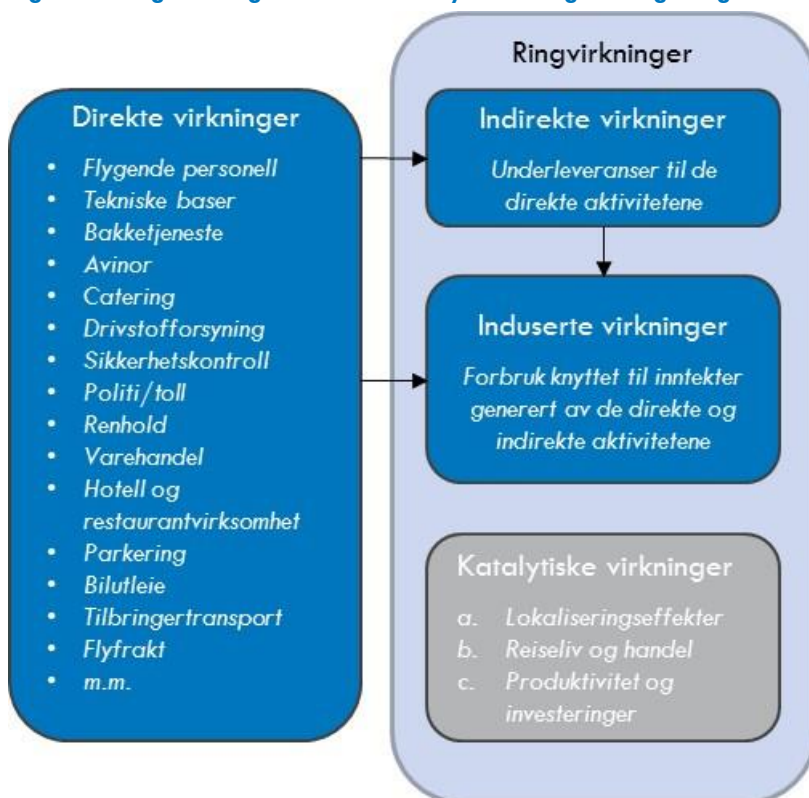 Ringvirkninger
Direkte virkninger
• Flygende personell
• Tekniske baser
• Bakketjeneste
• Avinor
• Catering
• Drivstofforsyning
• Sikkerhetskontroll
• Politi/toll
• Renhold
• Varehandel
• Hotell og
restaurantvirksomhet
• Parkering
• Bilutleie
• Tilbringertransport
• Flyfrakt
• m.m.
Indirekte virkninger
Underleveranser til de
direkte aktivitetene
Induserte virkninger
Forbruk knyttet til inntekter
generert av de direkte og
indirekte aktivitetene
Katalytiske virkninger
a. Lokaliseringseffekter
b. Reiseliv og handel
c. Produktivitet og
investeringer